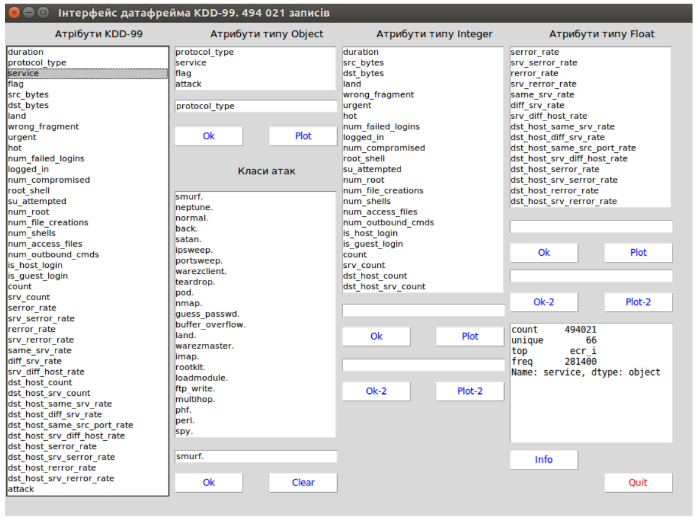 Інтерфейс датафрейма KDD-99. 494 021 записів
Атрібути KDD-99
duration
protocol_type
service
flag
src_bytes
dst_bytes
land
wrong_fragment
urgent
hot
num_failed_logins
logged_in
num_compromised
root_shell
su_attempted
num_root
num_file_creations
num_shells
num_access_files
num_outbound_cmds
is_host_login
is_guest_login
count
srv_count
serror_rate
srv_serror_rate
rerror_rate
srv_rerror_rate
same_srv_rate
diff_srv_rate
srv_diff_host_rate
dst_host_count
dst_host_srv_count
dst_host_same_srv_rate
dst_host_diff_srv_rate
dst_host_same_src_port_rate
dst_host_srv_diff_host_rate
dst_host_serror_rate
dst_host_srv_serror_rate
dst_host_rerror_rate
dst_host_srv_rerror_rate
attack
Атрибути типу Object
protocol_type
service
flag
attack
protocol_type
Ok Plot
Класи атак
smurf.
neptune.
normal.
back.
satan.
ipsweep.
portsweep.
warezclient.
teardrop.
pod.
nmap.
guess_passwd.
buffer_overflow.
land.
warezmaster.
imap.
rootkit.
loadmodule.
ftp_write.
multihop.
phf.
perl.
spy.
smurf.
Ok Clear
Атрибути типу Integer
duration
src_bytes
dst_bytes
land
wrong_fragment
urgent
hot
num_failed_logins
logged_in
num_compromised
root_shell
su_attempted
num_root
num_file_creations
num_shells
num_access_files
num_outbound_cmds
is_host_login
is_guest_login
count
srv_count
dst_host_count
dst_host_srv_count
Ok Plot
Ok-2 Plot-2
Атрибути типу Float
serror_rate
srv_serror_rate
rerror_rate
srv_rerror_rate
same_srv_rate
diff_srv_rate
srv_diff_host_rate
dst_host_same_srv_rate
dst_host_diff_srv_rate
dst_host_same_src_port_rate
dst_host_srv_diff_host_rate
dst_host_serror_rate
dst_host_srv_serror_rate
dst_host_rerror_rate
dst_host_srv_rerror_rate
Ok Plot
Ok-2 Plot-2
count 494021
unique 66
top ecr_i
freq 281400
Name: service, dtype: object
Info
Quit